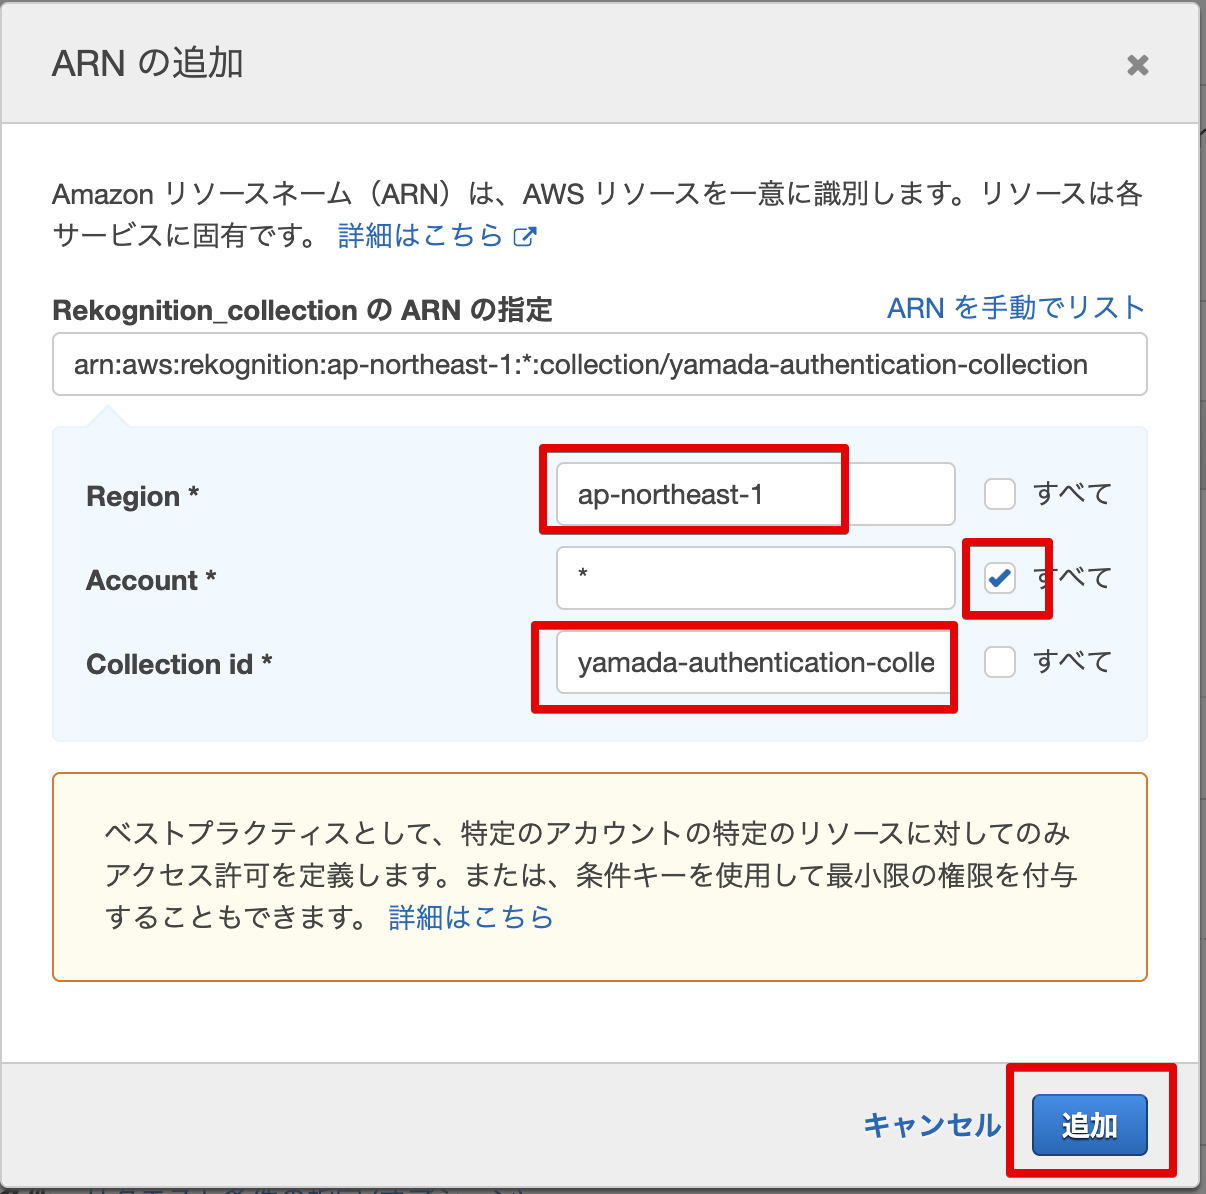 ARN の追加
Amazon リソースネーム（ARN）は、AWS リソースを一意に識別します。リソースは各
サービスに固有です。 詳細はこちら
Rekognition_collection の ARN の指定
ARN を手動でリスト
arn:aws:rekognition:ap-northeast-1:*:collection/yamada-authentication-collection
Region *
ap-northeast-1
すべて
Account *
*
すべて
Collection id *
yamada-authentication-colle
すべて
ベストプラクティスとして、特定のアカウントの特定のリソースに対してのみ
アクセス許可を定義します。または、条件キーを使用して最小限の権限を付与
することもできます。 詳細はこちら
キャンセル
追加